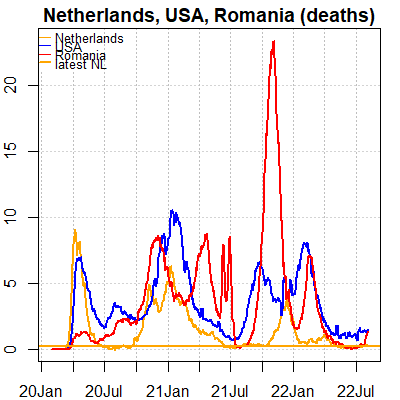 Netherlands, USA, Romania (deaths)
Netherlands
USA
Romania
latest NL
20
15
10
5
0
20Jan 20Jul 21Jan 21Jul 22Jan 22Jul